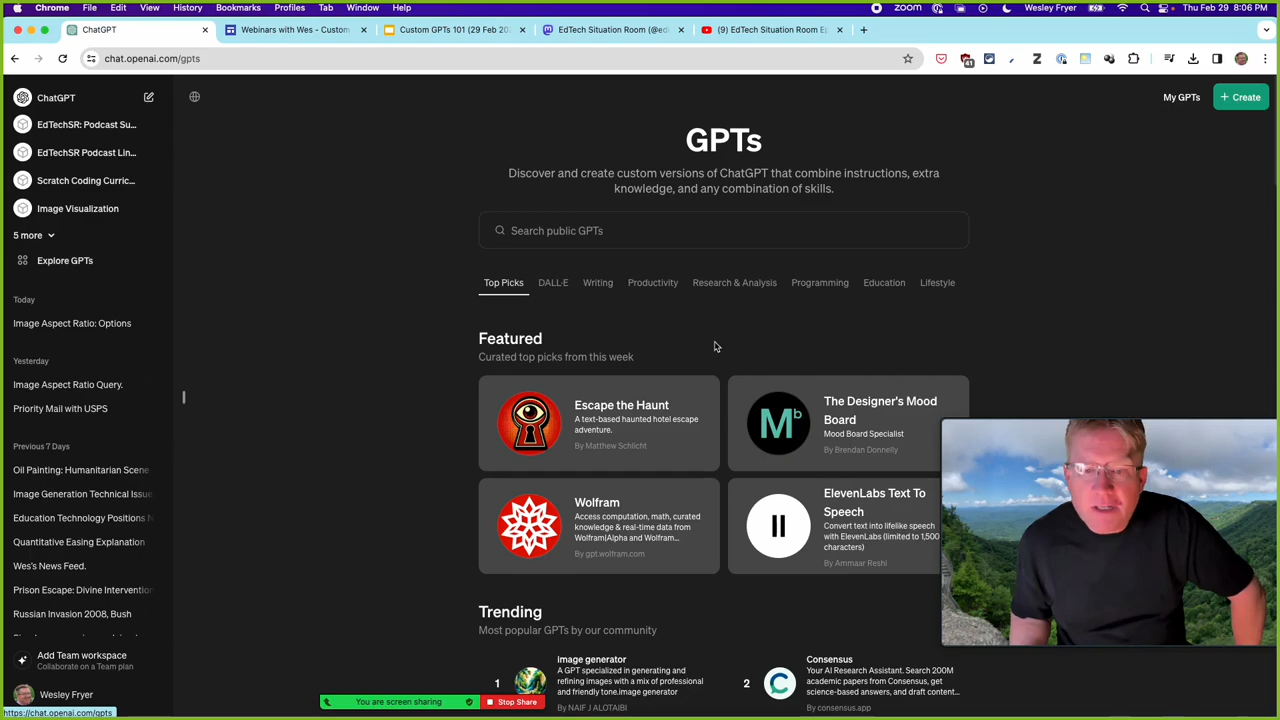 Chrome File Edit View History Bookmarks Profiles Tab Window Help
zoom Wesley Fryer Thu Feb 29 8:06 PM
ChatGPT
Webinars with Wes - Custom
Custom GPTs 101 (29 Feb 202
EdTech Situation Room (@ed
(9) EdTech Situation Room Ep
chat.openai.com/gpts
41
ChatGPT
EdTechSR: Podcast Su...
EdTechSR Podcast Lin...
Scratch Coding Curric...
Image Visualization
5 more
Explore GPTs
Today
Image Aspect Ratio: Options
Yesterday
Image Aspect Ratio Query.
Priority Mail with USPS
Previous 7 Days
Oil Painting: Humanitarian Scene
Image Generation Technical Issue
Education Technology Positions N
Quantitative Easing Explanation
Wes's News Feed.
Prison Escape: Divine Intervention
Russian Invasion 2008, Bush
Add Team workspace
Collaborate on a Team plan
Wesley Fryer
https://chat.openai.com/gpts
My GPTs
+ Create
GPTs
Discover and create custom versions of ChatGPT that combine instructions, extra
knowledge, and any combination of skills.
Search public GPTs
Top Picks DALL·E Writing Productivity Research & Analysis Programming Education Lifestyle
Featured
Curated top picks from this week
Escape the Haunt
A text-based haunted hotel escape
adventure.
By Matthew Schlicht
The Designer's Mood
Board
Mood Board Specialist
By Brendan Donnelly
Wolfram
Access computation, math, curated
knowledge & real-time data from
Wolfram|Alpha and Wolfram...
By gpt.wolfram.com
ElevenLabs Text To
Speech
Convert text into lifelike speech
with ElevenLabs (limited to 1,500
characters)
By Ammaar Reshi
Trending
Most popular GPTs by our community
1
image generator
A GPT specialized in generating and
refining images with a mix of professional
and friendly tone.image generator
By NAIF J ALOTAIBI
2
Consensus
Your AI Research Assistant. Search 200M
academic papers from Consensus, get
science-based answers, and draft content...
By consensus.app
You are screen sharing
Stop Share